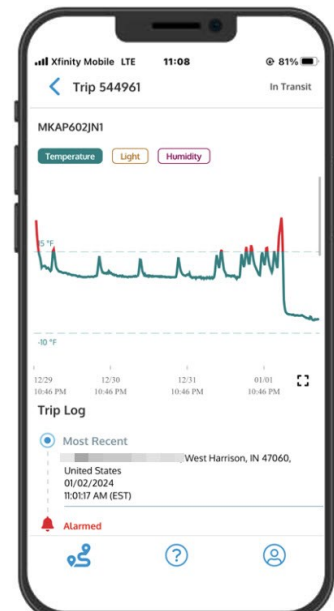 Xfinity Mobile LTE 11:08 81%
Trip 544961 In Transit
MKAP602JN1
Temperature Light Humidity
15 °F
-10 °F
12/29 12/30 12/31 01/01
10:46 PM 10:46 PM 10:46 PM 10:46 PM
Trip Log
Most Recent
West Harrison, IN 47060,
United States
01/02/2024
11:01:17 AM (EST)
Alarmed
?